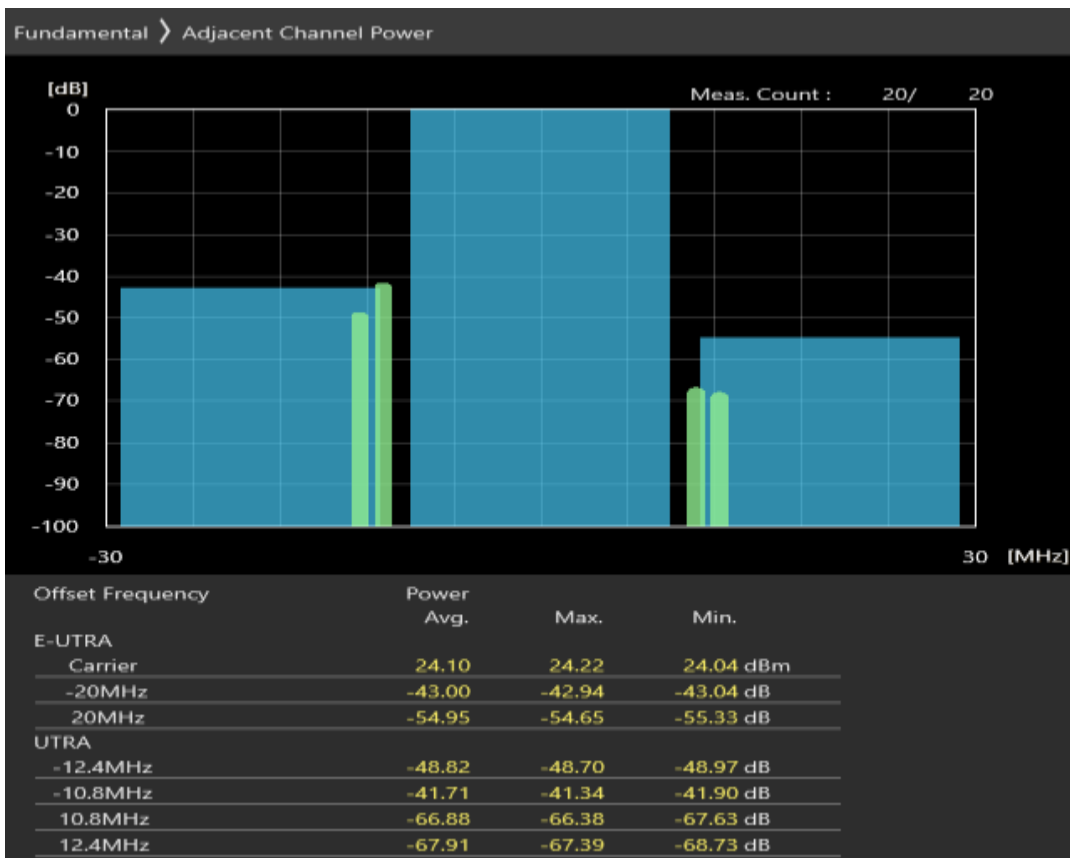 Fundamental ❯ Adjacent Channel Power
[dB]
Meas. Count : 20/ 20
0
-10
-20
-30
-40
-50
-60
-70
-80
-90
-100
-30 30 [MHz]
Offset Frequency Power
Avg. Max. Min.
E-UTRA
Carrier 24.10 24.22 24.04 dBm
-20MHz -43.00 -42.94 -43.04 dB
20MHz -54.95 -54.65 -55.33 dB
UTRA
-12.4MHz -48.82 -48.70 -48.97 dB
-10.8MHz -41.71 -41.34 -41.90 dB
10.8MHz -66.88 -66.38 -67.63 dB
12.4MHz -67.91 -67.39 -68.73 dB